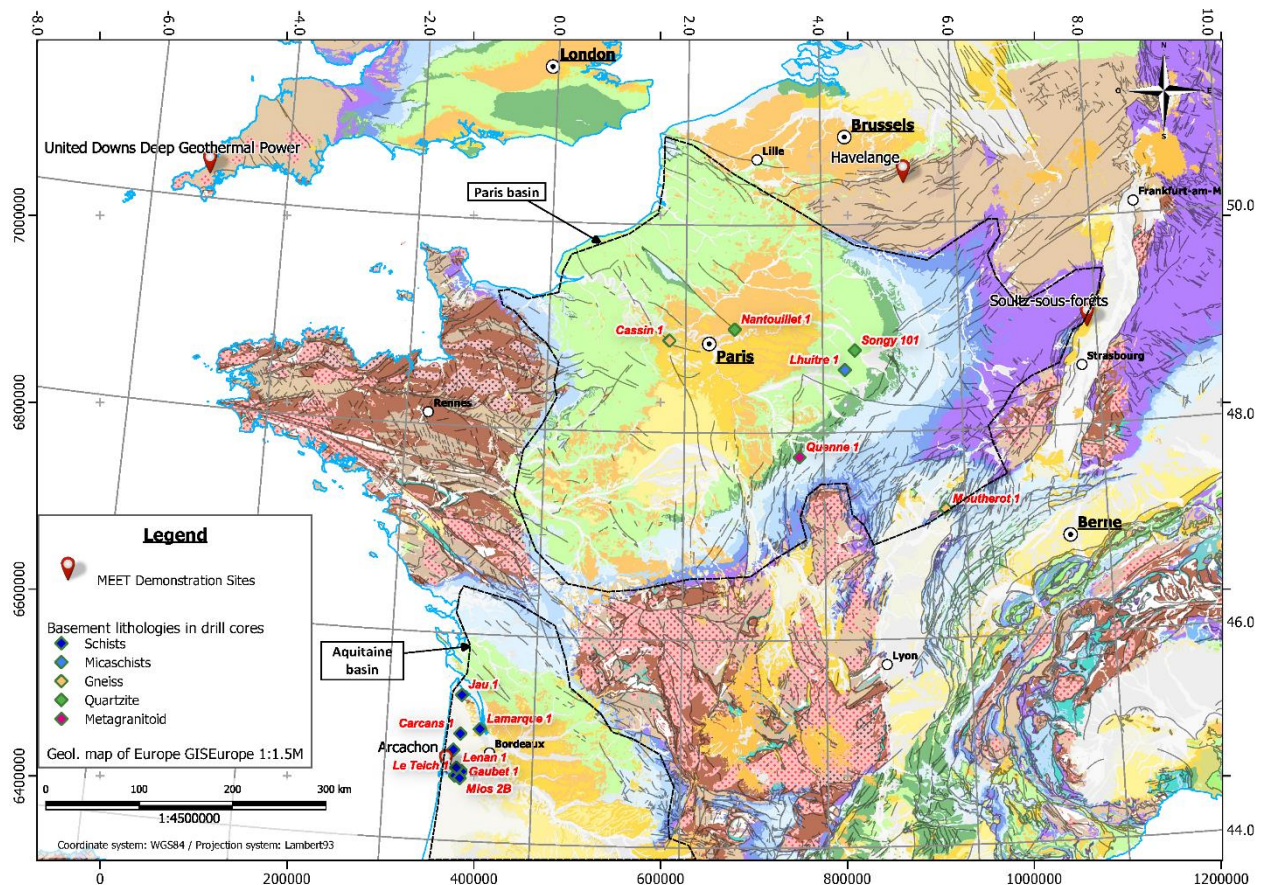 -8.0
-6.0
-4.0
-2.0
0.0
2.0
4.0
6.0
8.0
10.0
N
O
E
S
London
United Downs Deep Geothermal Power
Brussels
Lille
Havelange
Frankfurt-am-M
Paris basin
7000000
50.0
Soultz-sous-forêts
Cassin 1
Nantouillet 1
Songy 101
Lhuitre 1
Paris
Strasbourg
Rennes
6800000
48.0
Quenne 1
Moutherot 1
Berne
Legend
MEET Demonstration Sites
Basement lithologies in drill cores
Schists
Micaschists
Gneiss
Quartzite
Metagranitoid
Geol. map of Europe GISEurope 1:1.5M
6600000
46.0
Aquitaine
basin
Lyon
Jau 1
Carcans 1
Lamarque 1
Arcachon
Bordeaux
Lenan 1
Le Teich 1
Gaubet 1
Mios 2B
6400000
0
100
200
300 km
1:4500000
Coordinate system: WGS84 / Projection system: Lambert93
44.0
0
200000
400000
600000
800000
1000000
1200000